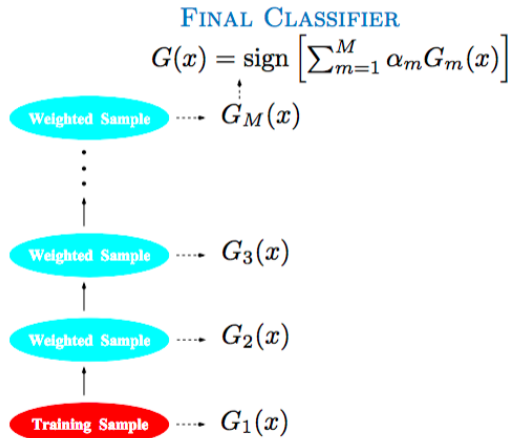 FINAL CLASSIFIER
G(x) = sign [∑_{m=1}^{M} α_m G_m(x)]
Weighted Sample G_M(x)
Weighted Sample G_3(x)
Weighted Sample G_2(x)
Training Sample G_1(x)